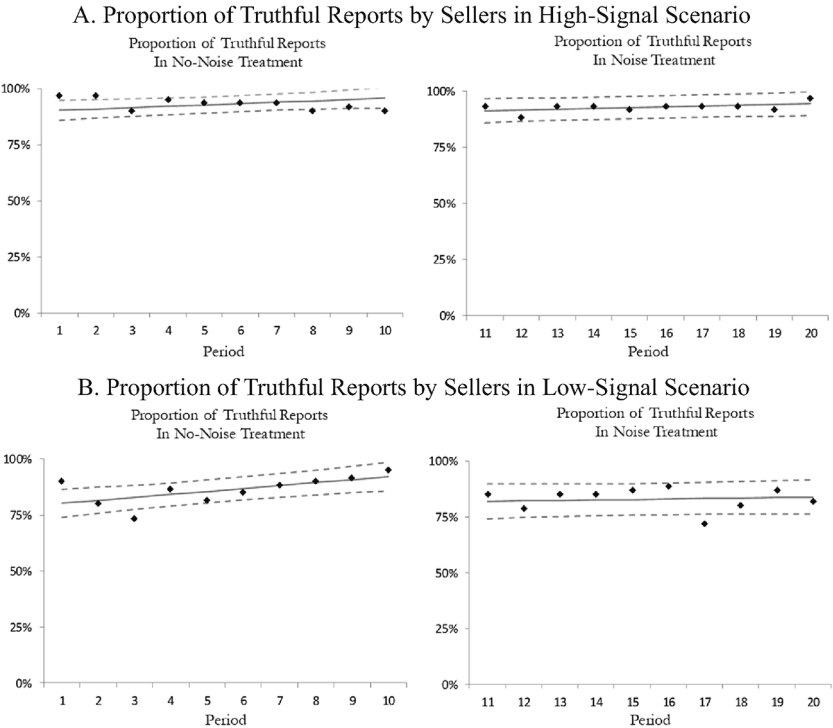 A. Proportion of Truthful Reports by Sellers in High-Signal Scenario
Proportion of Truthful Reports
In No-Noise Treatment
100%
75%
50%
25%
0%
1 2 3 4 5 6 7 8 9 10
Period
Proportion of Truthful Reports
In Noise Treatment
100%
75%
50%
25%
0%
11 12 13 14 15 16 17 18 19 20
Period
B. Proportion of Truthful Reports by Sellers in Low-Signal Scenario
Proportion of Truthful Reports
In No-Noise Treatment
100%
75%
50%
25%
0%
1 2 3 4 5 6 7 8 9 10
Period
Proportion of Truthful Reports
In Noise Treatment
100%
75%
50%
25%
0%
11 12 13 14 15 16 17 18 19 20
Period